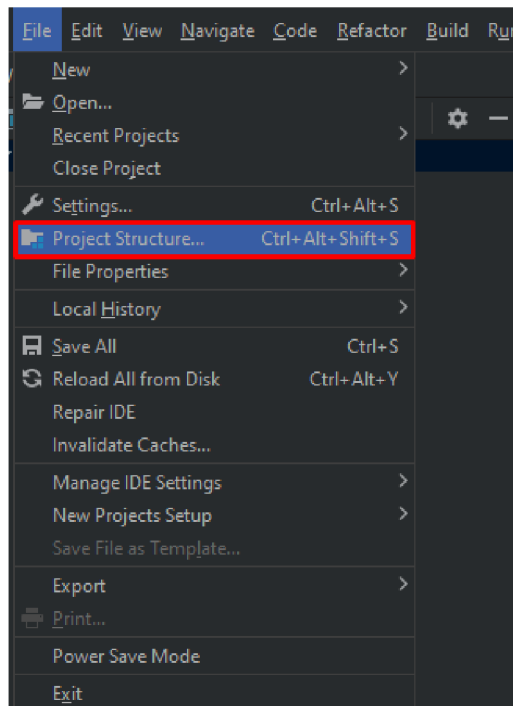 File Edit View Navigate Code Refactor Build
New
Open...
Recent Projects
Close Project
Settings... Ctrl+Alt+S
Project Structure... Ctrl+Alt+Shift+S
File Properties
Local History
Save All Ctrl+S
Reload All from Disk Ctrl+Alt+Y
Repair IDE
Invalidate Caches...
Manage IDE Settings
New Projects Setup
Save File as Template...
Export
Print...
Power Save Mode
Exit